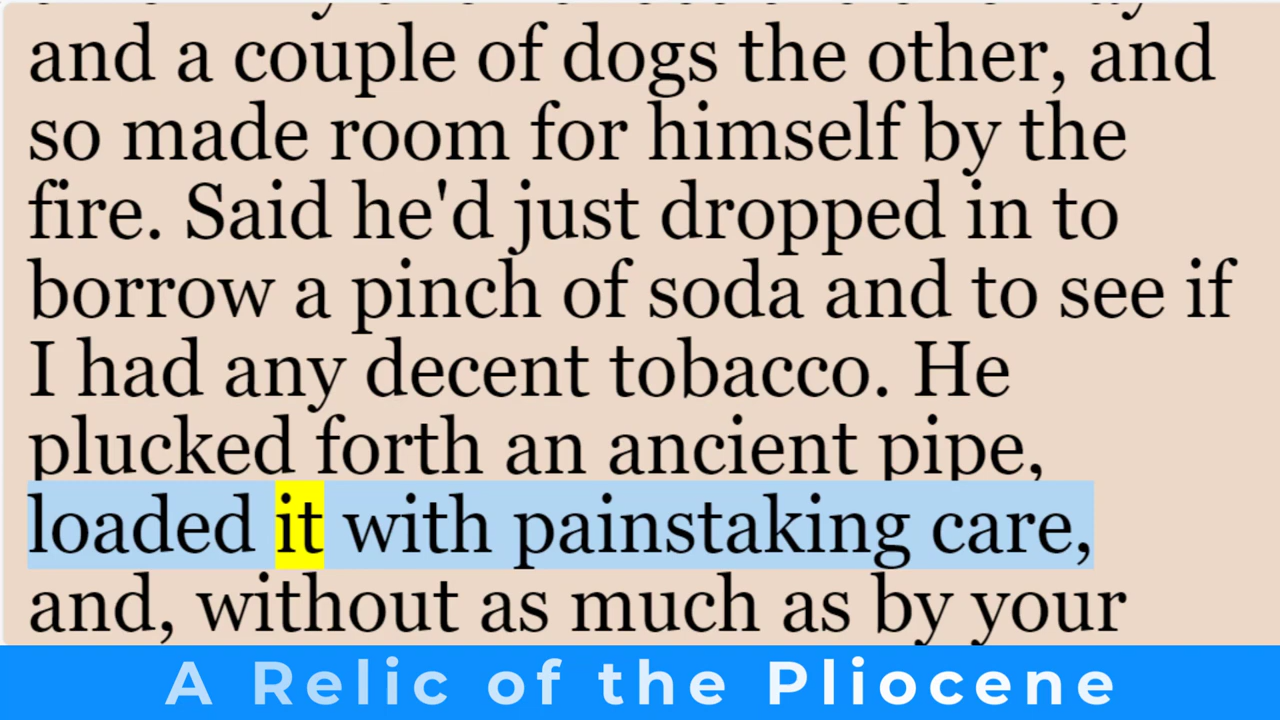 and a couple of dogs the other, and
so made room for himself by the
fire. Said he'd just dropped in to
borrow a pinch of soda and to see if
I had any decent tobacco. He
plucked forth an ancient pipe,
loaded it with painstaking care,
and, without as much as by your
A Relic of the Pliocene